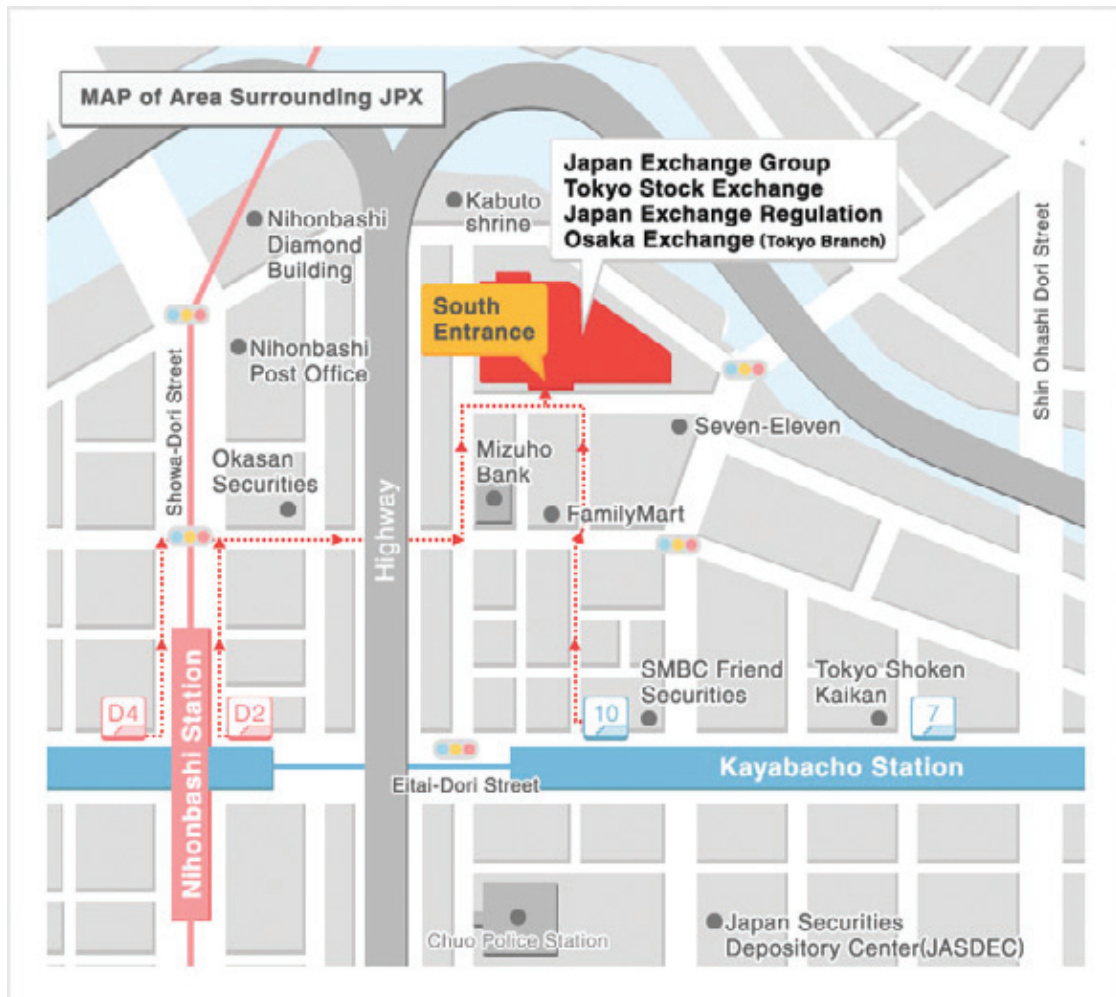 MAP of Area Surrounding JPX
Japan Exchange Group
Tokyo Stock Exchange
Japan Exchange Regulation
Osaka Exchange (Tokyo Branch)
Kabuto
shrine
Nihonbashi
Diamond
Building
South
Entrance
Nihonbashi
Post Office
Showa-Dori Street
Shin Ohashi Dori Street
Seven-Eleven
Mizuho
Bank
Okasan
Securities
FamilyMart
Highway
SMBC Friend
Securities
Tokyo Shoken
Kaikan
D4
D2
10
7
Nihonbashi Station
Kayabacho Station
Eitai-Dori Street
Chuo Police Station
Japan Securities
Depository Center(JASDEC)